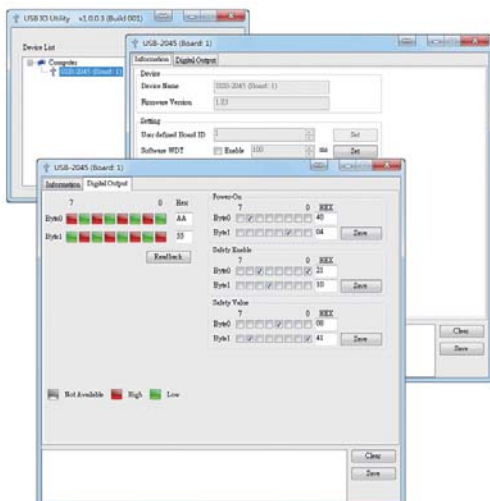 USB IO Utility v1.0.0.3 (Build 001)
Device List
Computer
USB-2045 (Board: 1)
USB-2045 (Board: 1)
Information Digital Output
Device
Device Name USB-2045 (Board: 1)
Firmware Version 1.03
Setting
User defined Board ID 1 Set
Software WDT Enable 100 ms Set
Clear
Save
USB-2045 (Board: 1)
Information Digital Output
7 0 Hex
Byte0 AA
Byte1 55
Readback
Power-On
7 0 HEX
Byte0 40
Byte1 04 Save
Safety Enable
7 0 HEX
Byte0 21
Byte1 10 Save
Safety Value
7 0 HEX
Byte0 08
Byte1 41 Save
Not Available High Low
Clear
Save